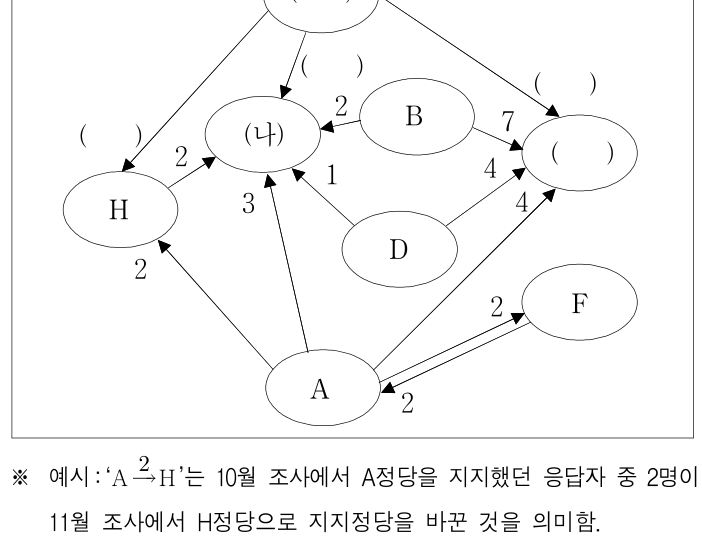 (    )
(    )
(    )
2
B
7
(나)
(    )
2
1
4
H
3
4
D
2
2
F
A
2
※ 예시 : ‘A 2→ H’는 10월 조사에서 A정당을 지지했던 응답자 중 2명이
11월 조사에서 H정당으로 지지정당을 바꾼 것을 의미함.